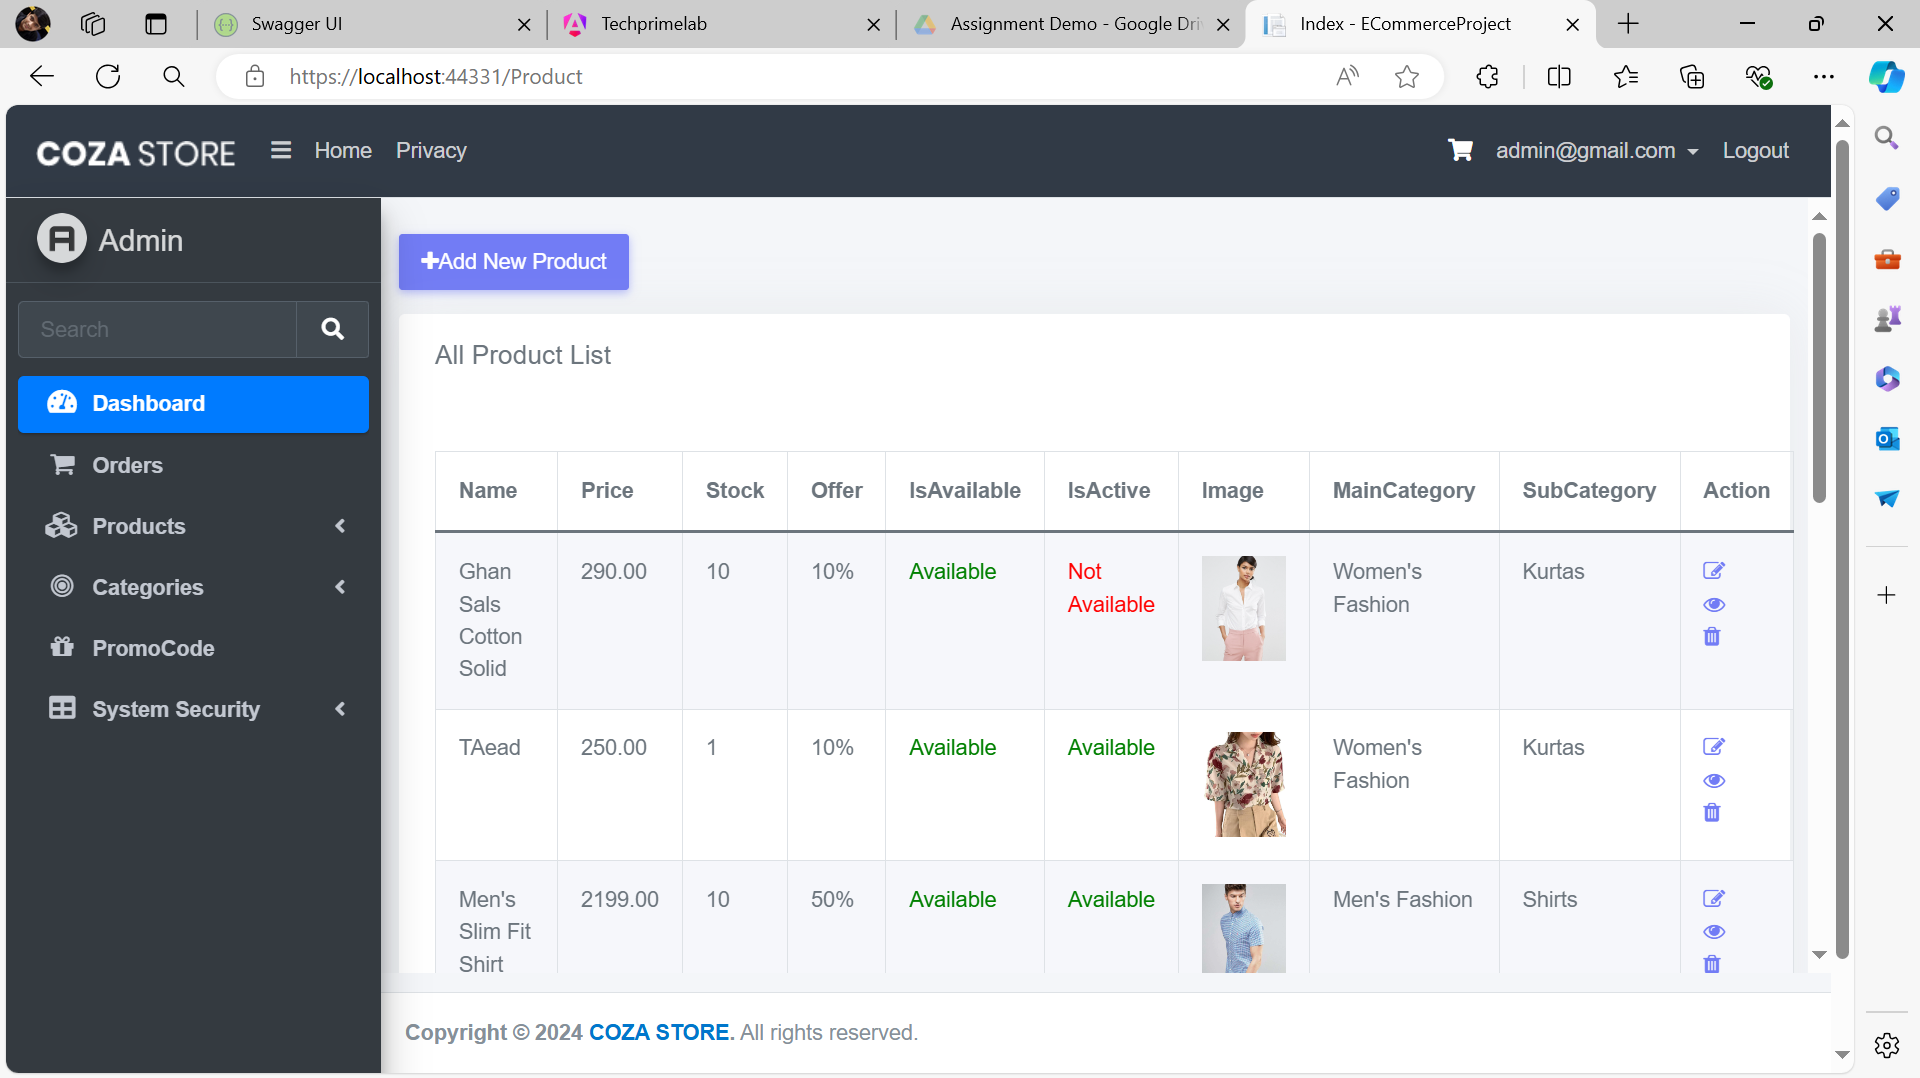 Swagger UI
Techprimelab
Assignment Demo - Google Dri
Index - ECommerceProject
https://localhost:44331/Product
COZA STORE
Home
Privacy
admin@gmail.com
Logout
Admin
Search
Dashboard
Orders
Products
Categories
PromoCode
System Security
Add New Product
All Product List
Name Price Stock Offer IsAvailable IsActive Image MainCategory SubCategory Action
Ghan
Sals
Cotton
Solid
290.00
10
10%
Available
Not
Available
Women's
Fashion
Kurtas
TAead
250.00
1
10%
Available
Available
Women's
Fashion
Kurtas
Men's
Slim Fit
Shirt
2199.00
10
50%
Available
Available
Men's Fashion
Shirts
Copyright © 2024 COZA STORE. All rights reserved.